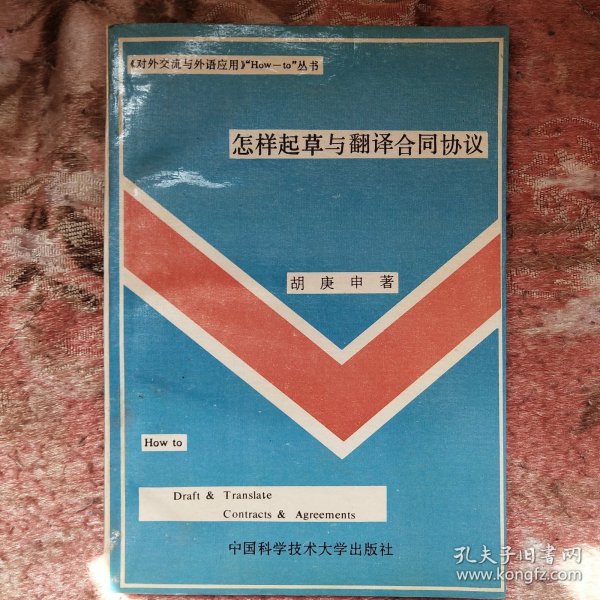 《对外交流与外语应用》“How—to”丛书
怎样起草与翻译合同协议
胡庚申著
How to
Draft & Translate
Contracts & Agreements
中国科学技术大学出版社
孔夫子旧书网
www.kongfz.com